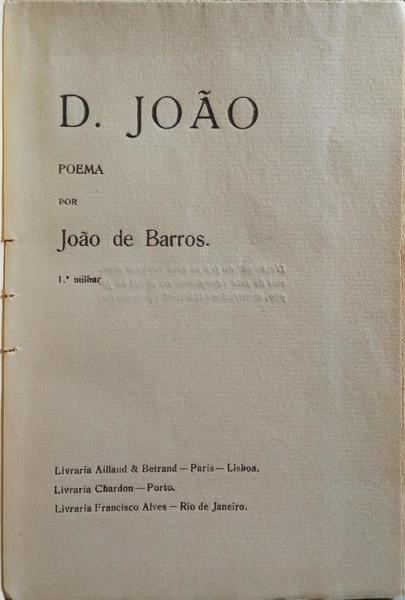 D. JOÃO
POEMA
POR
João de Barros.
1.º milhar
Livraria Aillaud & Betrand — Paris — Lisboa.
Livraria Chardon — Porto.
Livraria Francisco Alves — Rio de Janeiro.